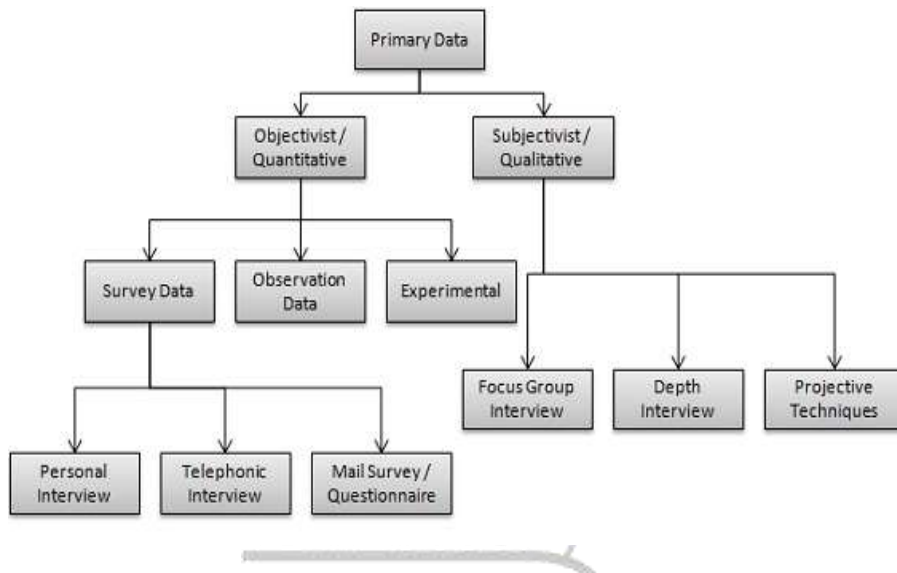 Primary Data
Objectivist /
Quantitative
Subjectivist /
Qualitative
Survey Data
Observation
Data
Experimental
Focus Group
Interview
Depth
Interview
Projective
Techniques
Personal
Interview
Telephonic
Interview
Mail Survey /
Questionnaire